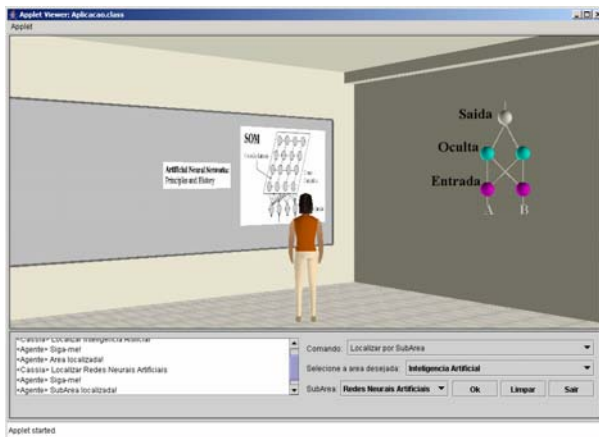 Applet Viewer: Aplicacao.class
Applet
SOM
Artificial Neural Networks:
Principles and History
Saida
Oculta
Entrada
A B
<Cassia> Localizar Inteligencia Artificial
<Agente> Siga-me!
<Agente> Area localizada!
<Cassia> Localizar Redes Neurais Artificiais
<Agente> Siga-me!
<Agente> SubArea localizada!
Comando: Localizar por SubArea
Selecione a area desejada: Inteligencia Artificial
SubArea: Redes Neurais Artificiais Ok Limpar Sair
Applet started.